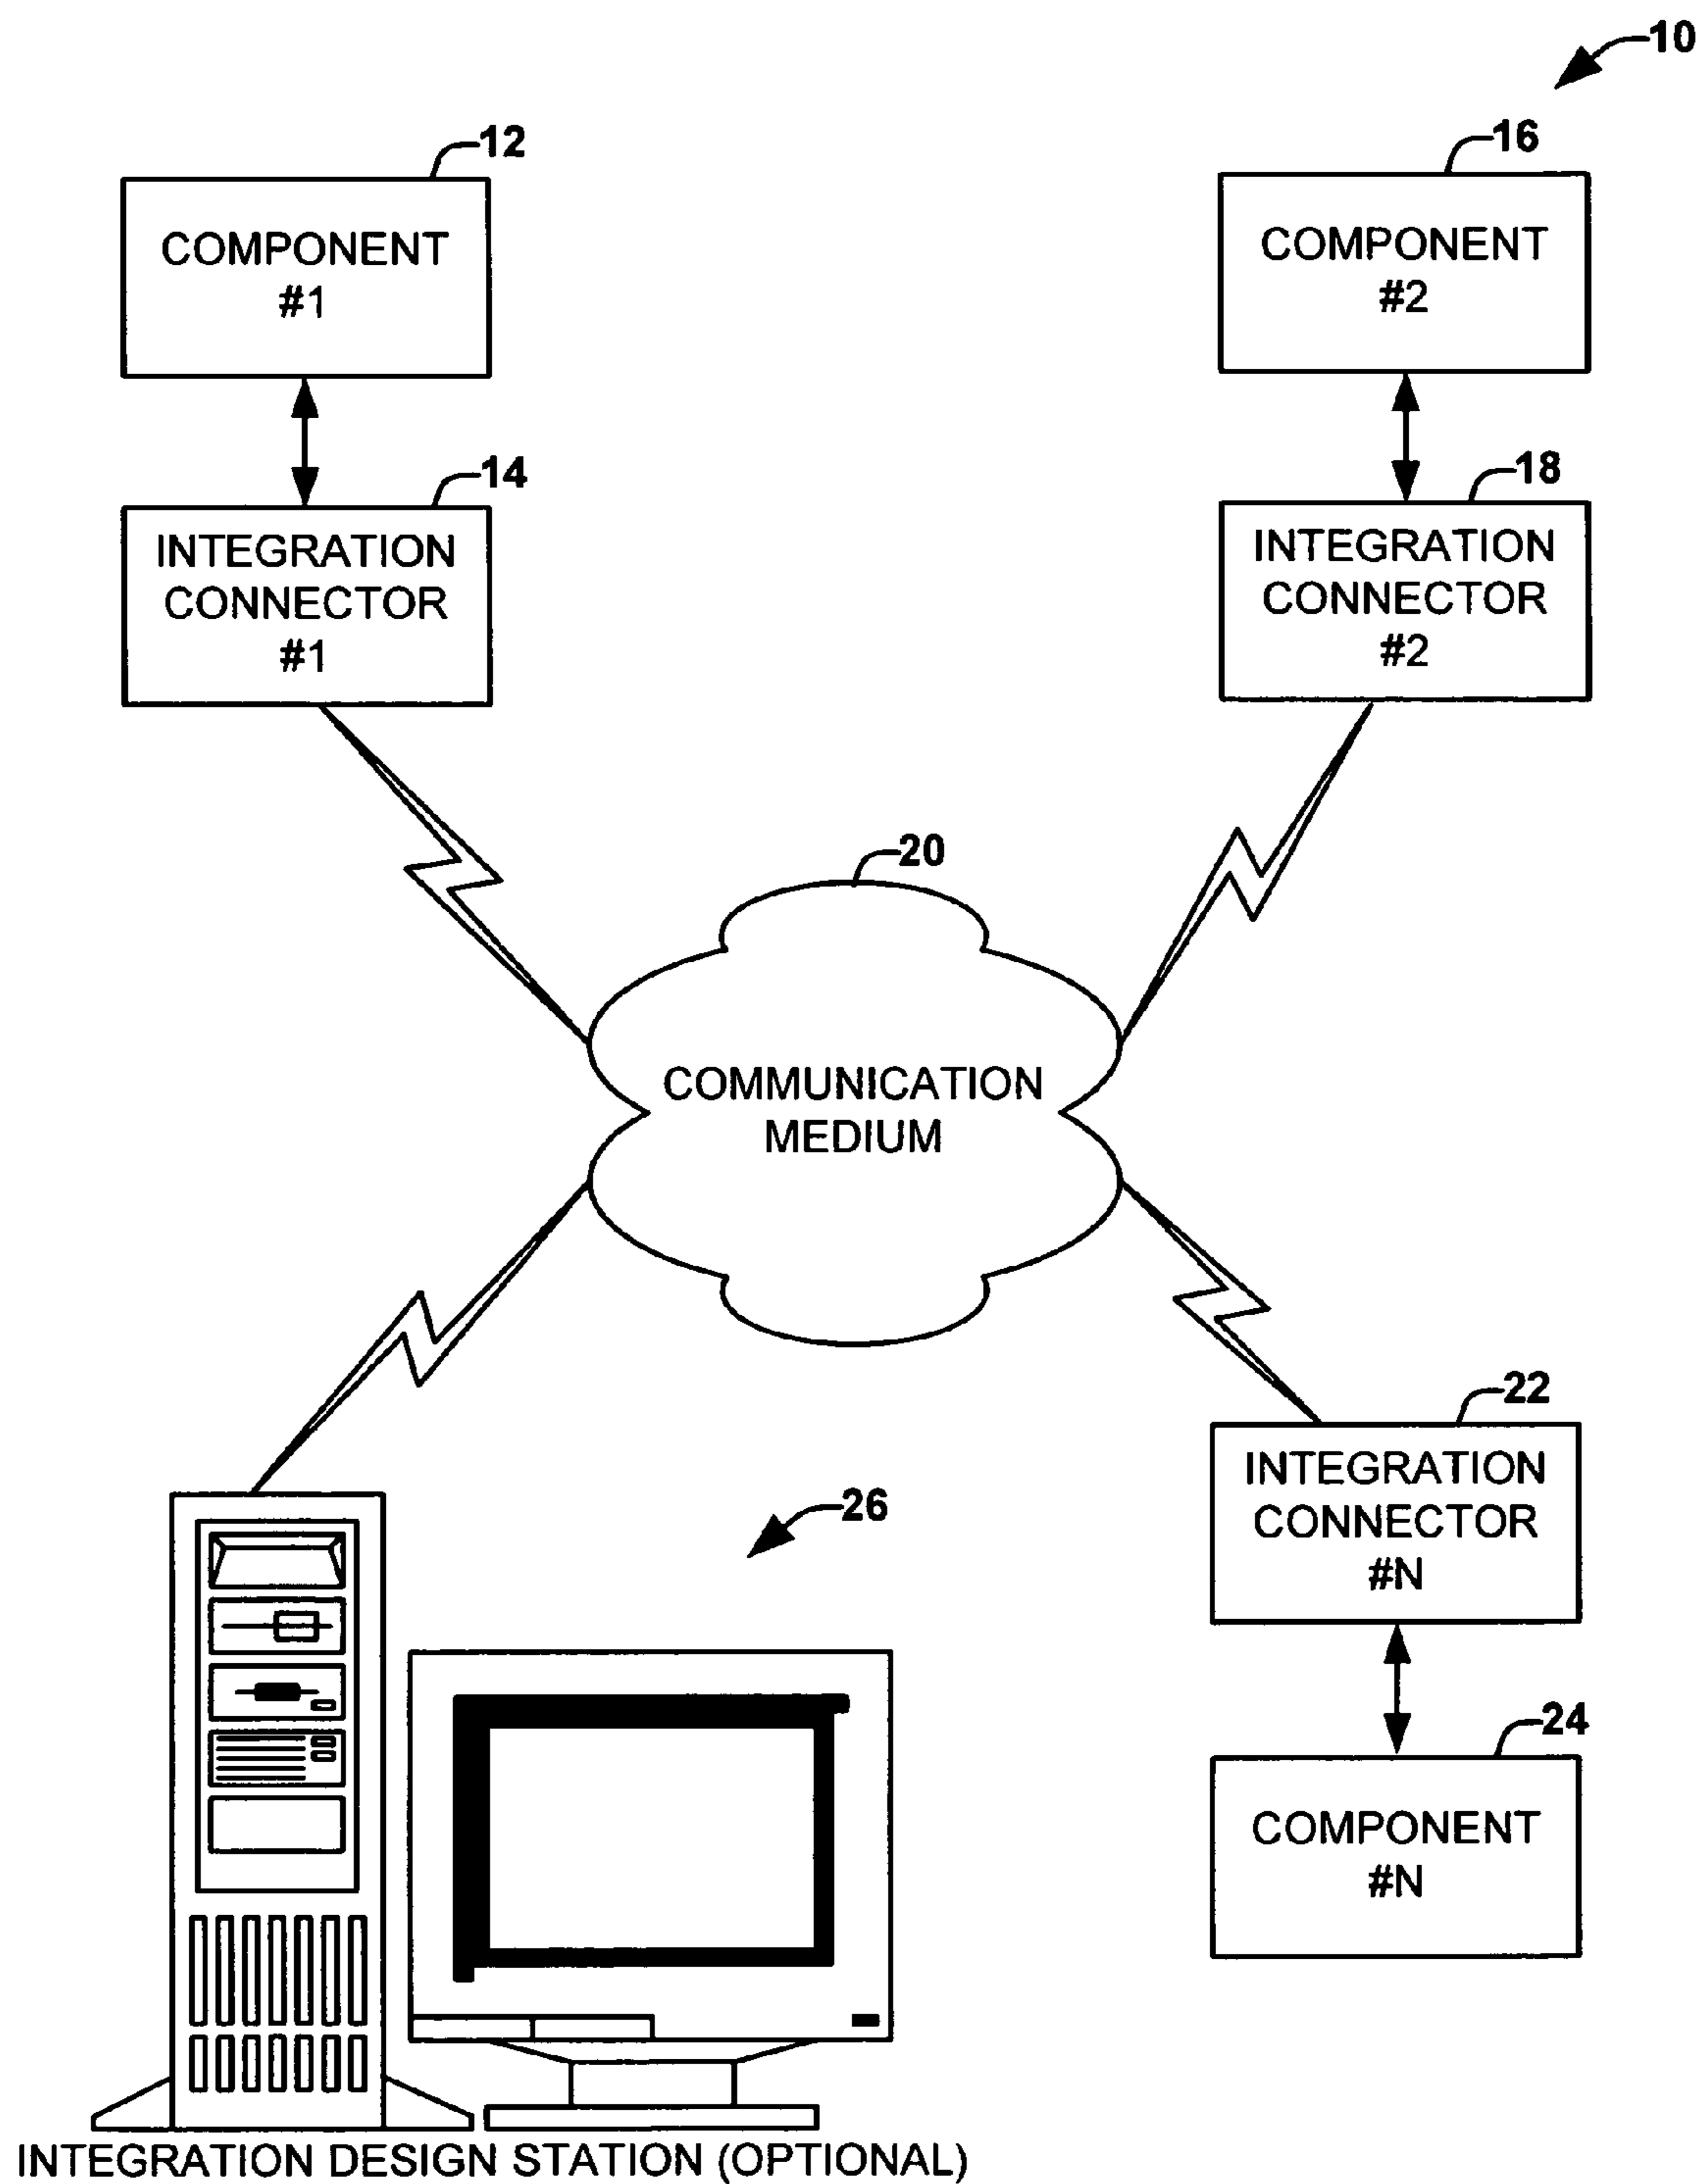 10
12
16
COMPONENT
#1
COMPONENT
#2
14
18
INTEGRATION
CONNECTOR
#1
INTEGRATION
CONNECTOR
#2
20
COMMUNICATION
MEDIUM
22
INTEGRATION
CONNECTOR
#N
26
24
COMPONENT
#N
INTEGRATION DESIGN STATION (OPTIONAL)